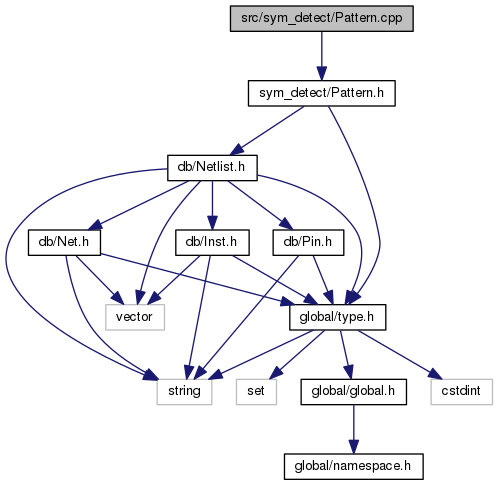 src/sym_detect/Pattern.cpp
sym_detect/Pattern.h
db/Netlist.h
db/Net.h
db/Inst.h
db/Pin.h
vector
global/type.h
string
set
global/global.h
cstdint
global/namespace.h